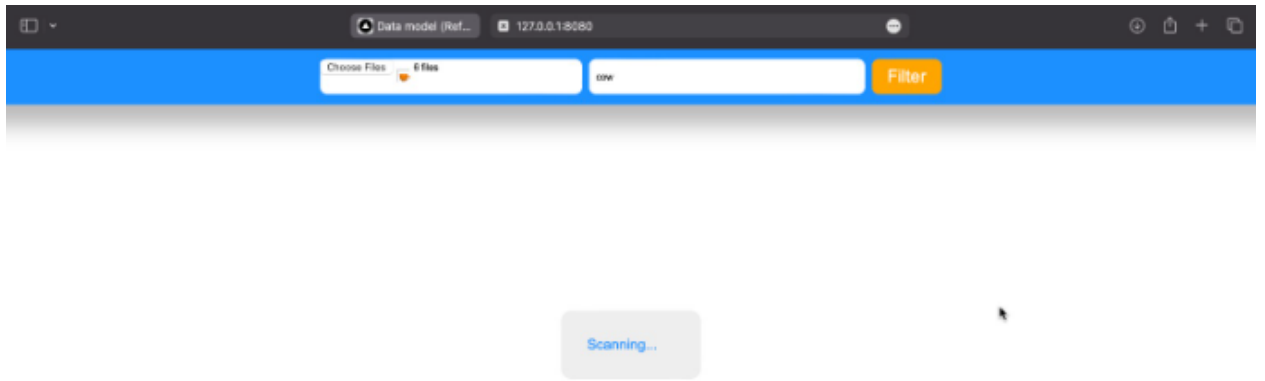 Data model (Ref...
127.0.0.1:8080
Choose Files
6 files
cow
Filter
Scanning...